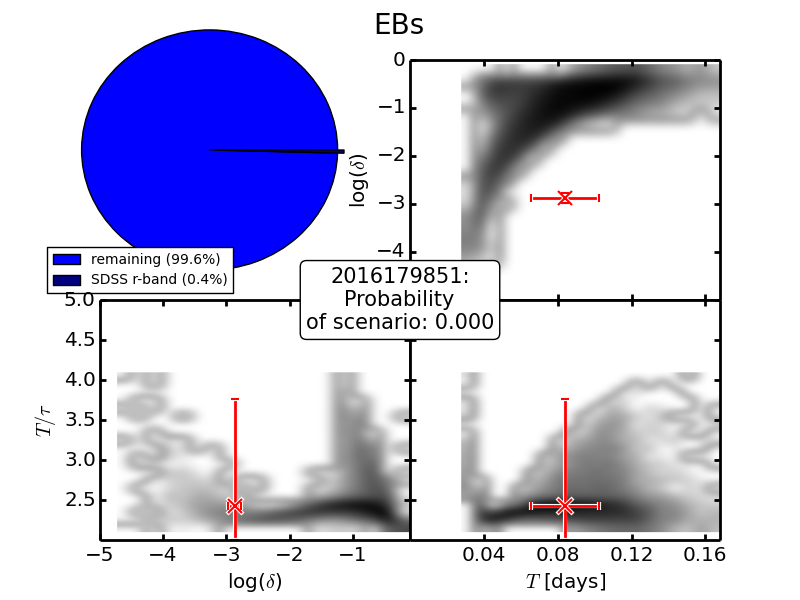 EBs
remaining (99.6%)
SDSS r-band (0.4%)
0
−1
−2
−3
−4
log(δ)
2016179851:
Probability
of scenario: 0.000
5.0
4.5
4.0
3.5
3.0
2.5
T/τ
−5 −4 −3 −2 −1
log(δ)
0.04 0.08 0.12 0.16
T [days]